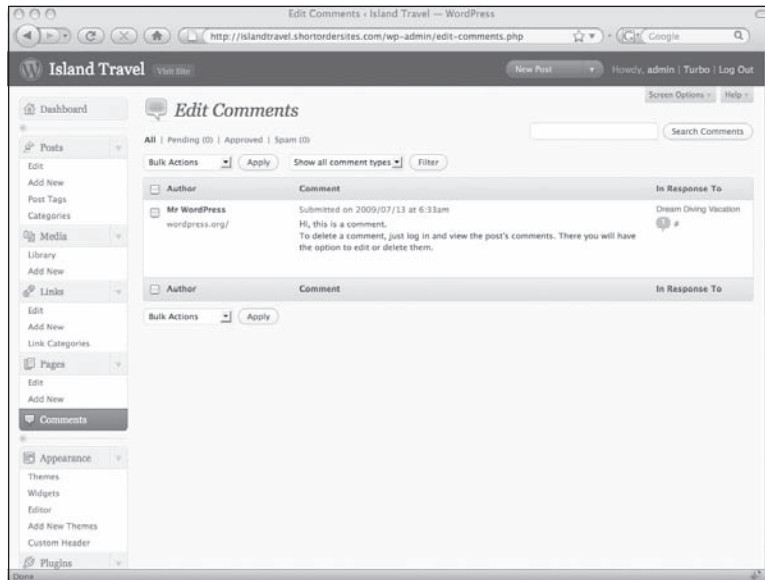 Edit Comments ‹ Island Travel — WordPress
http://islandtravel.shortordersites.com/wp-admin/edit-comments.php
Google
Island Travel Visit Site
New Post
Howdy, admin | Turbo | Log Out
Screen Options Help
Dashboard
Posts
Edit
Add New
Post Tags
Categories
Media
Library
Add New
Links
Edit
Add New
Link Categories
Pages
Edit
Add New
Comments
Appearance
Themes
Widgets
Editor
Add New Themes
Custom Header
Plugins
Edit Comments
Search Comments
All | Pending (0) | Approved | Spam (0)
Bulk Actions Apply Show all comment types Filter
Author Comment In Response To
Mr WordPress
wordpress.org/
Submitted on 2009/07/13 at 6:33am
Hi, this is a comment.
To delete a comment, just log in and view the post's comments. There you will have
the option to edit or delete them.
Dream Diving Vacation
1 #
Author Comment In Response To
Bulk Actions Apply
Done